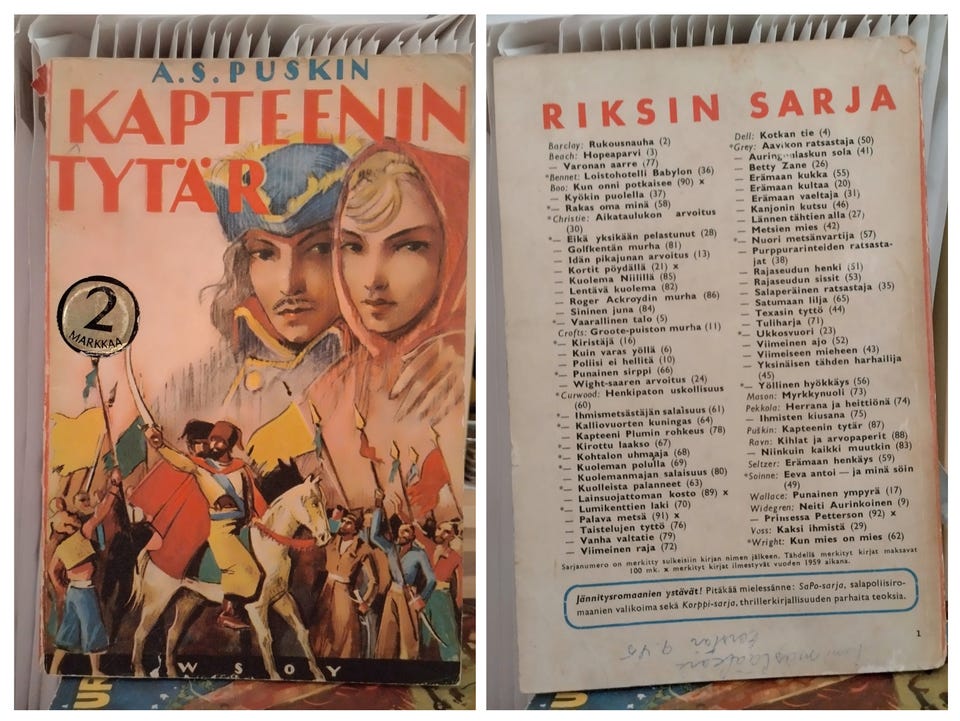 A. S. PUSKIN
KAPTEENIN
TYTÄR
2
MARKKAA
WSOY
UR
RIKSIN SARJA
Barclay: Rukousnauha (2)
Beach: Hopeaparvi (3)
— Varonan aarre (77)
*Bennet: Loistohotelli Babylon (36)
Boo: Kun onni potkaisee (90) x
— Kyökin puolella (37)
*— Rakas oma minä (58)
*Christie: Aikataulukon arvoitus
(30)
*— Eikä yksikään pelastunut (28)
— Golfkentän murha (81)
— Idän pikajunan arvoitus (13)
— Kortit pöydällä (21) x
— Kuolema Niilillä (85)
— Lentävä kuolema (82)
— Roger Ackroydin murha (86)
— Sininen juna (84)
*— Vaarallinen talo (5)
Crofts: Groote-puiston murha (11)
*— Kiristäjä (16)
— Kuin varas yöllä (6)
— Poliisi ei hellitä (10)
*— Punainen sirppi (66)
— Wight-saaren arvoitus (24)
*Curwood: Henkipaton uskollisuus
(60)
*— Ihmismetsästäjän salaisuus (61)
*— Kalliovuorten kuningas (64)
— Kapteeni Plumin rohkeus (78)
*— Kirottu laakso (67)
*— Kohtalon uhmaaja (68)
*— Kuoleman polulla (69)
— Kuolemanmajan salaisuus (80)
*— Kuolleista palanneet (63)
— Lainsuojattoman kosto (89) x
*— Lumikenttien laki (70)
— Palava metsä (91) x
— Taistelujen tyttö (76)
— Vanha valtatie (79)
— Viimeinen raja (72)
Dell: Kotkan tie (4)
*Grey: Aavikon ratsastaja (50)
— Auringonlaskun sola (41)
— Betty Zane (26)
— Erämaan kukka (55)
— Erämaan kultaa (20)
— Erämaan vaeltaja (31)
— Kanjonin kutsu (46)
— Lännen tähtien alla (27)
— Metsien mies (42)
*— Nuori metsänvartija (57)
— Purppurarinteiden ratsasta-
jat (38)
— Rajaseudun henki (51)
— Rajaseudun sissit (53)
— Salaperäinen ratsastaja (35)
— Satumaan lilja (65)
— Texasin tyttö (44)
— Tuliharja (71)
*— Ukkosvuori (23)
— Viimeinen ajo (52)
— Viimeiseen mieheen (43)
— Yksinäisen tähden harhailija
(45)
*— Yöllinen hyökkäys (56)
Mason: Myrkkynuoli (73)
Pekkola: Herrana ja heittiönä (74)
— Ihmisten kiusana (75)
Puškin: Kapteenin tytär (87)
Ravn: Kihlat ja arvopaperit (88)
— Niinkuin kaikki muutkin (83)
Seltzer: Erämaan henkäys (59)
*Soinne: Eeva antoi — ja minä söin
(49)
Wallace: Punainen ympyrä (17)
Widegren: Neiti Aurinkoinen (9)
— Prinsessa Petterson (92) x
Voss: Kaksi ihmistä (29)
*Wright: Kun mies on mies (62)
Sarjanumero on merkitty sulkeisiin kirjan nimen jälkeen. Tähdellä merkityt kirjat maksavat
100 mk. x merkityt kirjat ilmestyvät vuoden 1959 aikana.
Jännitysromaanien ystävät! Pitäkää mielessänne: SaPo-sarja, salapoliisiro-
maanien valikoima sekä Korppi-sarja, thrillerkirjallisuuden parhaita teoksia.
1